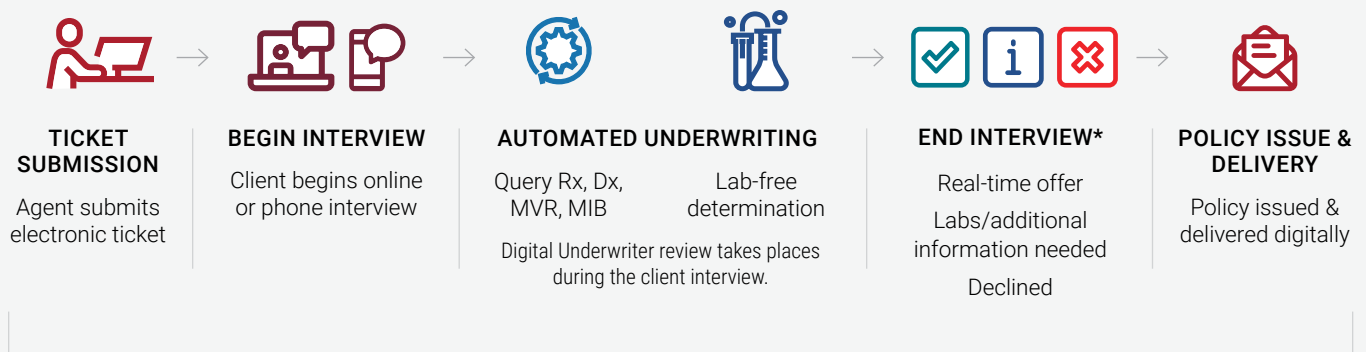 TICKET
SUBMISSION
Agent submits
electronic ticket
BEGIN INTERVIEW
Client begins online
or phone interview
AUTOMATED UNDERWRITING
Query Rx, Dx,
MVR, MIB
Lab-free
determination
Digital Underwriter review takes places
during the client interview.
END INTERVIEW*
Real-time offer
Labs/additional
information needed
Declined
POLICY ISSUE &
DELIVERY
Policy issued &
delivered digitally